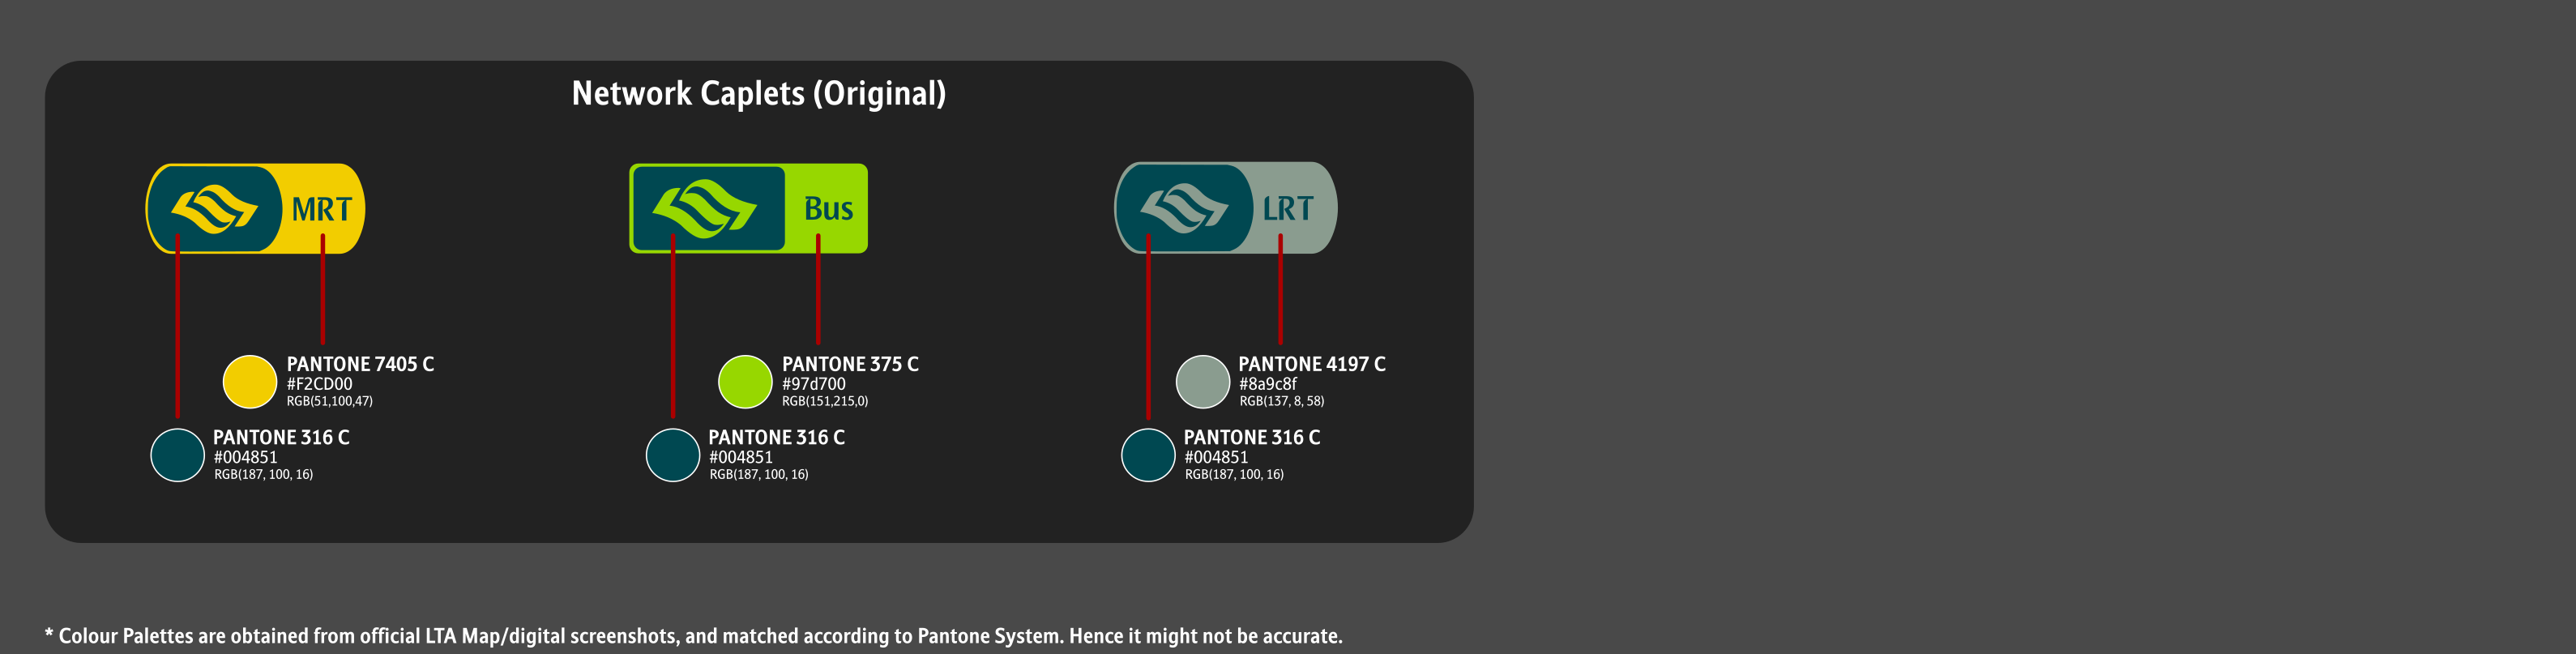 Network Caplets (Original)
MRT
Bus
LRT
PANTONE 7405 C
#F2CD00
RGB(51,100,47)
PANTONE 375 C
#97d700
RGB(151,215,0)
PANTONE 4197 C
#8a9c8f
RGB(137, 8, 58)
PANTONE 316 C
#004851
RGB(187, 100, 16)
PANTONE 316 C
#004851
RGB(187, 100, 16)
PANTONE 316 C
#004851
RGB(187, 100, 16)
* Colour Palettes are obtained from official LTA Map/digital screenshots, and matched according to Pantone System. Hence it might not be accurate.